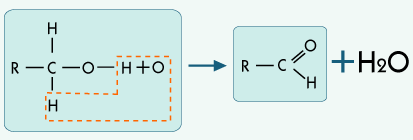 H
R – C – O – H + O
H
R – C
O
H
+ H2O